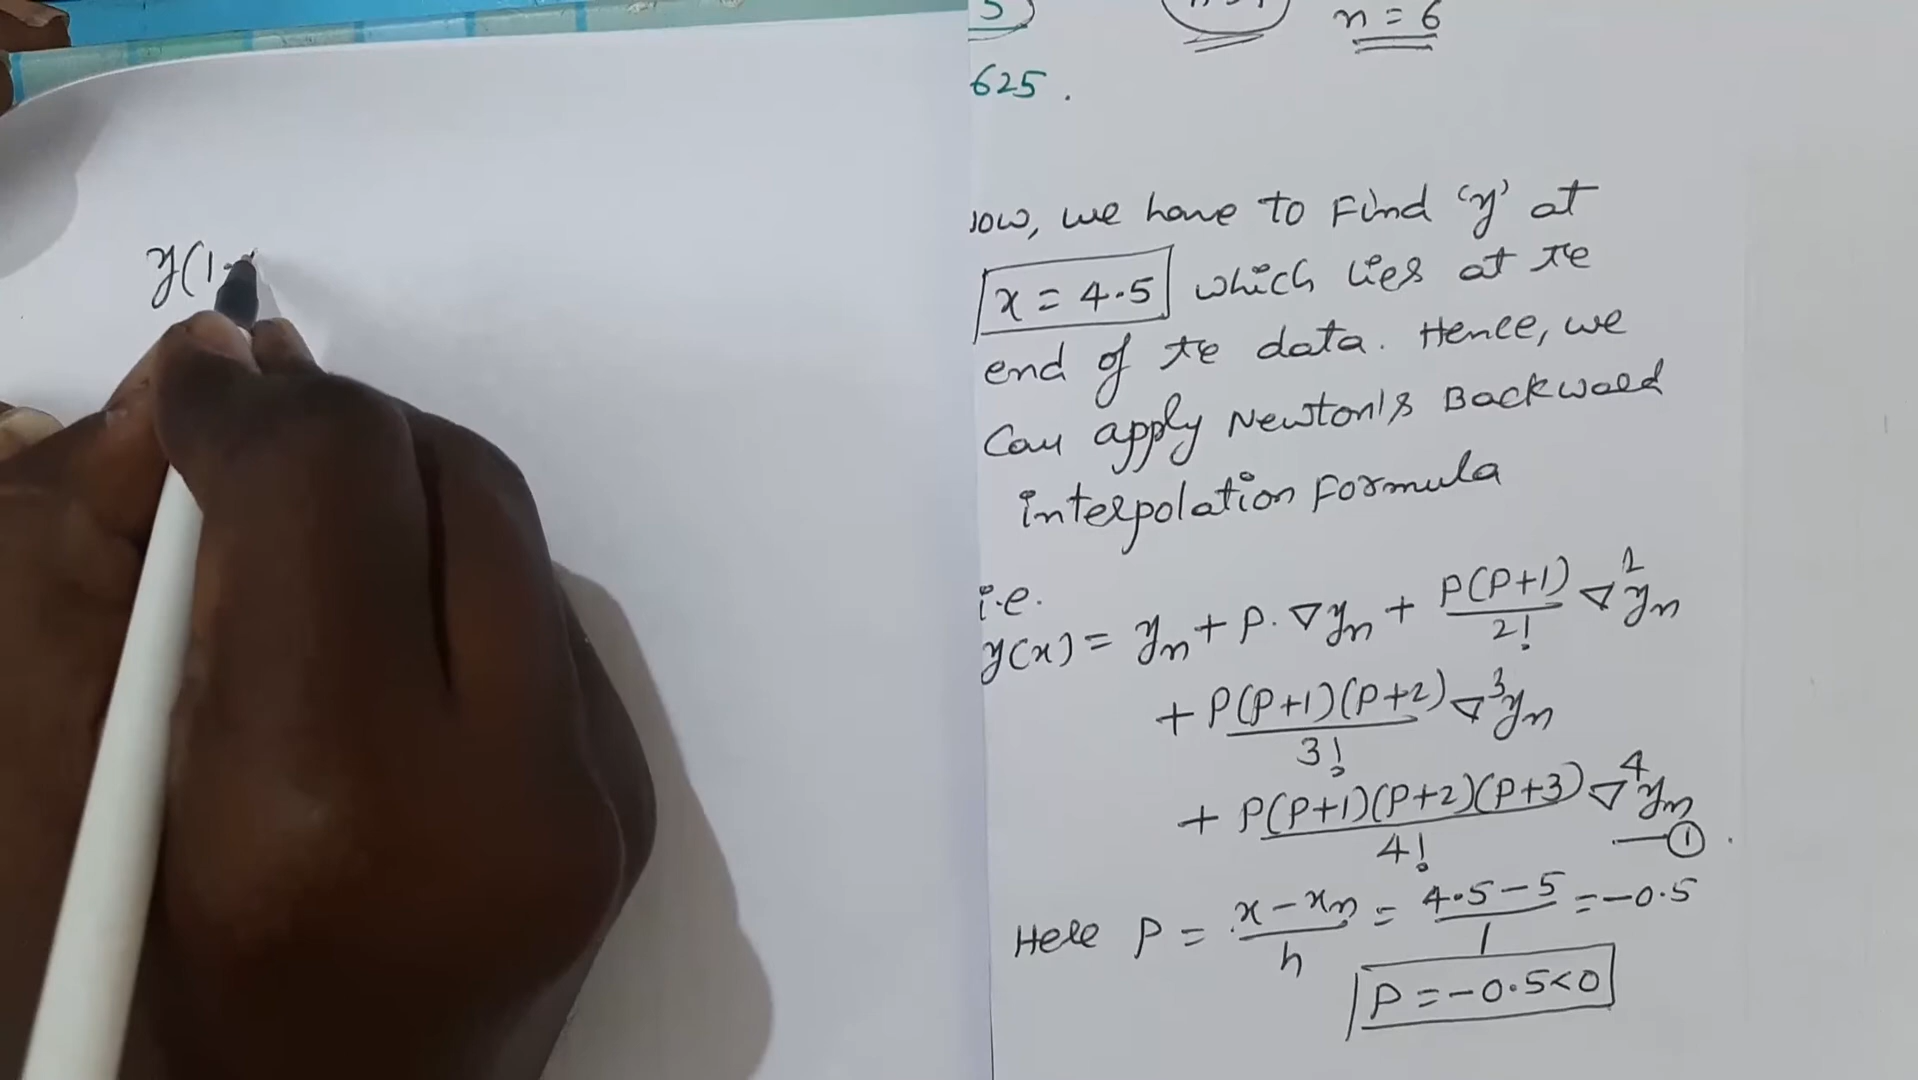 y(1.
5)
n = 6
625 .
now, we have to Find 'y' at
x = 4.5 which lies at the
end of the data. Hence, we
Can apply Newton's Backward
interpolation Formula
i.e.
y(x) = yn + P. ∇yn + P(P+1)/2! ∇²yn
+ P(P+1)(P+2)/3! ∇³yn
+ P(P+1)(P+2)(P+3)/4! ∇⁴yn —①.
Here P = x - xn/h = 4.5 - 5/1 = -0.5
P = -0.5 < 0